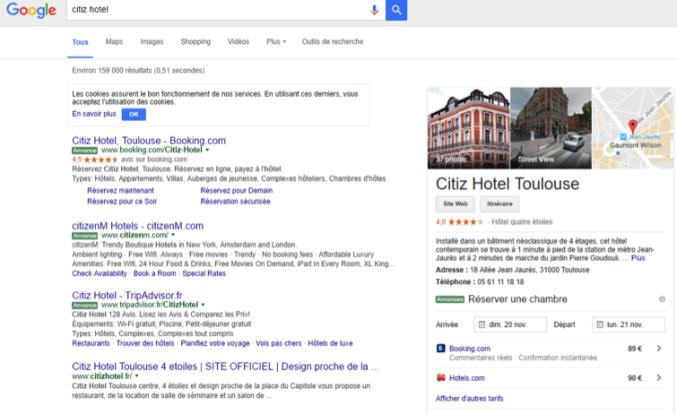 Google
citiz hotel
Tous Maps Images Shopping Vidéos Plus Outils de recherche
Environ 159 000 résultats (0,51 secondes)
Les cookies assurent le bon fonctionnement de nos services. En utilisant ces derniers, vous
acceptez l'utilisation des cookies.
En savoir plus OK
Citiz Hotel, Toulouse - Booking.com
Annonce www.booking.com/Citiz-Hotel
4,5 avis sur booking.com
Réservez Citiz Hotel, Toulouse. Réservez en ligne, payez à l'hôtel.
Types: Hôtels, Appartements, Villas, Auberges de jeunesse, Complexes hôteliers, Chambres d'hôtes
Réservez maintenant Réservez pour Demain
Réservez pour ce Soir Réservation sécurisée
citizenM Hotels - citizenM.com
Annonce www.citizenm.com/
citizenM: Trendy Boutique Hotels in New York, Amsterdam and London.
Ambient lighting · Free Wifi, Always · Free movies · Trendy · No booking fees · Affordable Luxury
Amenities: Free Wifi, 24 Hour Food & Drinks, Free Movies On Demand, iPad In Every Room, XL King...
Check Availability · Book a Room · Special Rates
Citiz Hotel - TripAdvisor.fr
Annonce www.tripadvisor.fr/CitizHotel
Citiz Hotel 128 Avis. Lisez les Avis & Comparez les Prix!
Équipements: Wi-Fi gratuit, Piscine, Petit-déjeuner gratuit
Types: Hôtels, Complexes, Complexes tout compris
Restaurants · Trouver des hôtels · Planifiez votre voyage · Vols pas chers · Hôtels de luxe
Citiz Hotel Toulouse 4 etoiles | SITE OFFICIEL | Design proche de la ...
www.citizhotel.fr/
Citiz Hotel Toulouse centre, 4 étoiles et design proche de la place du Capitole vous propose un
restaurant, de la location de salle de séminaire et un salon de ...
37 photos
Street View
Jean Jaurès
Jean-Jaurès
Gaumont Wilson
Citiz Hotel Toulouse
Site Web Itinéraire
4,0 · Hôtel quatre étoiles
Installé dans un bâtiment néoclassique de 4 étages, cet hôtel
contemporain se trouve à 1 minute à pied de la station de métro Jean-
Jaurès et à 2 minutes de marche du jardin Pierre Goudouli. ... Plus
Adresse : 18 Allée Jean Jaurès, 31000 Toulouse
Téléphone : 05 61 11 18 18
Annonces Réserver une chambre
Arrivée dim. 20 nov. Départ lun. 21 nov.
B Booking.com 89 €
Commentaires réels · Confirmation instantanée
Hotels.com 90 €
Afficher d'autres tarifs